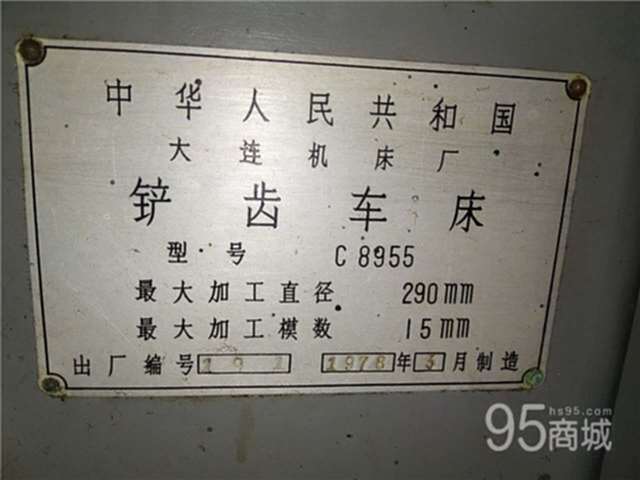 中华人民共和国
大连机床厂
铲齿车床
型号 C8955
最大加工直径 290mm
最大加工模数 15mm
出厂编号 191 1978年3月制造
95商城
hs95.com